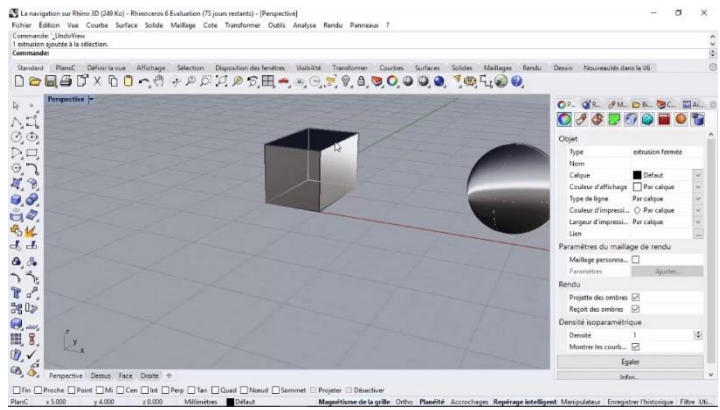 La navigation sur Rhino 3D (249 Ko) - Rhinoceros 6 Evaluation (75 jours restants) - [Perspective]
Fichier Edition Vue Courbe Surface Solide Maillage Cote Transformer Outils Analyse Rendu Panneaux ?
Commande: '_UndoView
1 extrusion ajoutée à la sélection.
Commande:
Standard PlansC Définir la vue Affichage Sélection Disposition des fenêtres Visibilité Transformer Courbes Surfaces Solides Maillages Rendu Dessin Nouveautés dans la V6
Perspective
P... R... M... Bi... C... Ai...
Objet
Type extrusion fermée
Nom
Calque Défaut
Couleur d'affichage Par calque
Type de ligne Par calque
Couleur d'impressi... Par calque
Largeur d'impressi... Par calque
Lien ...
Paramètres du maillage de rendu
Maillage personna...
Paramètres Ajuster...
Rendu
Projette des ombres
Reçoit des ombres
Densité isoparamétrique
Densité 1
Montrer les courb...
Égaler
Infos...
z
y
x
Perspective Dessus Face Droite
Fin Proche Point Mi Cen Int Perp Tan Quad Nœud Sommet Projeter Désactiver
PlanC x 5.000 y 4.000 z 0.000 Millimètres Défaut Magnétisme de la grille Ortho Planéité Accrochages Repérage intelligent Manipulateur Enregistrer l'historique Filtre Uti...